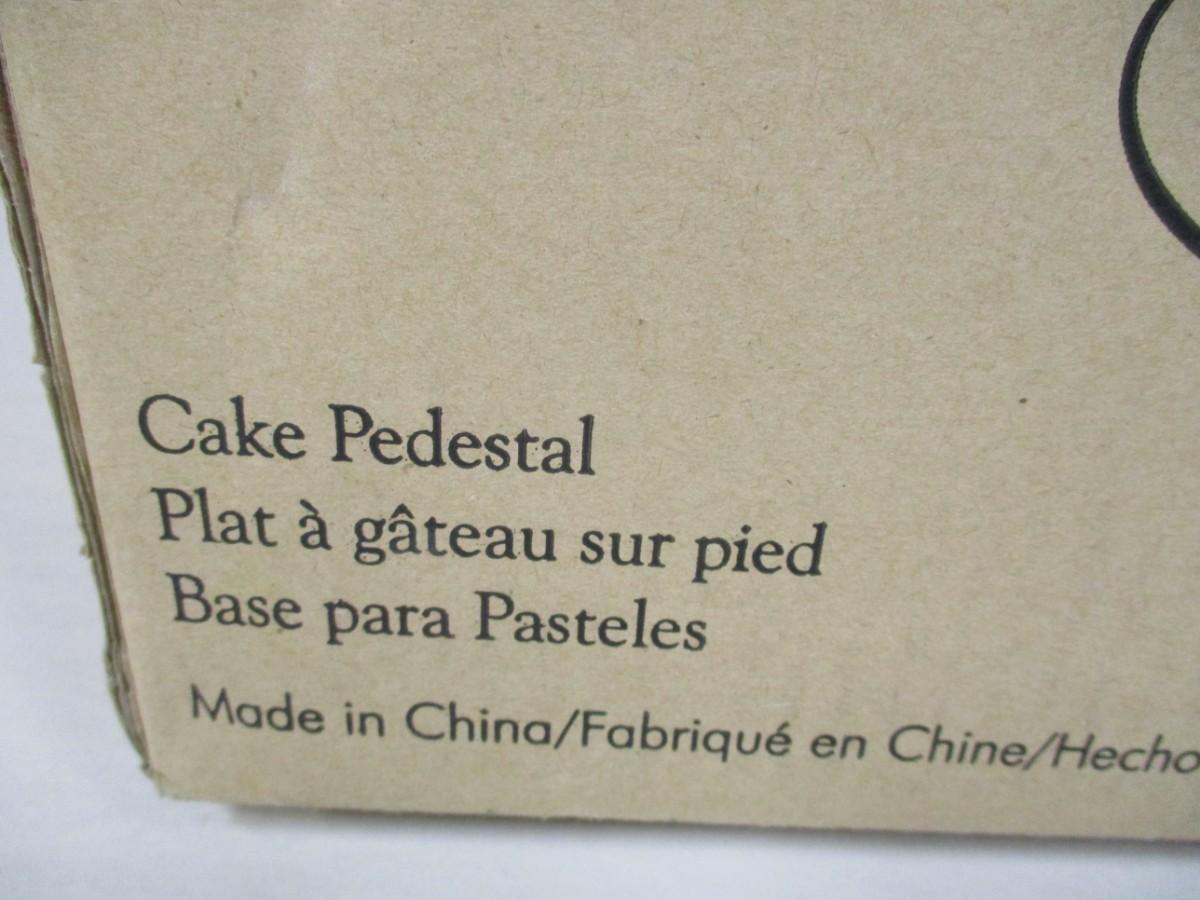 Cake Pedestal
Plat à gâteau sur pied
Base para Pasteles
Made in China/Fabriqué en Chine/Hecho